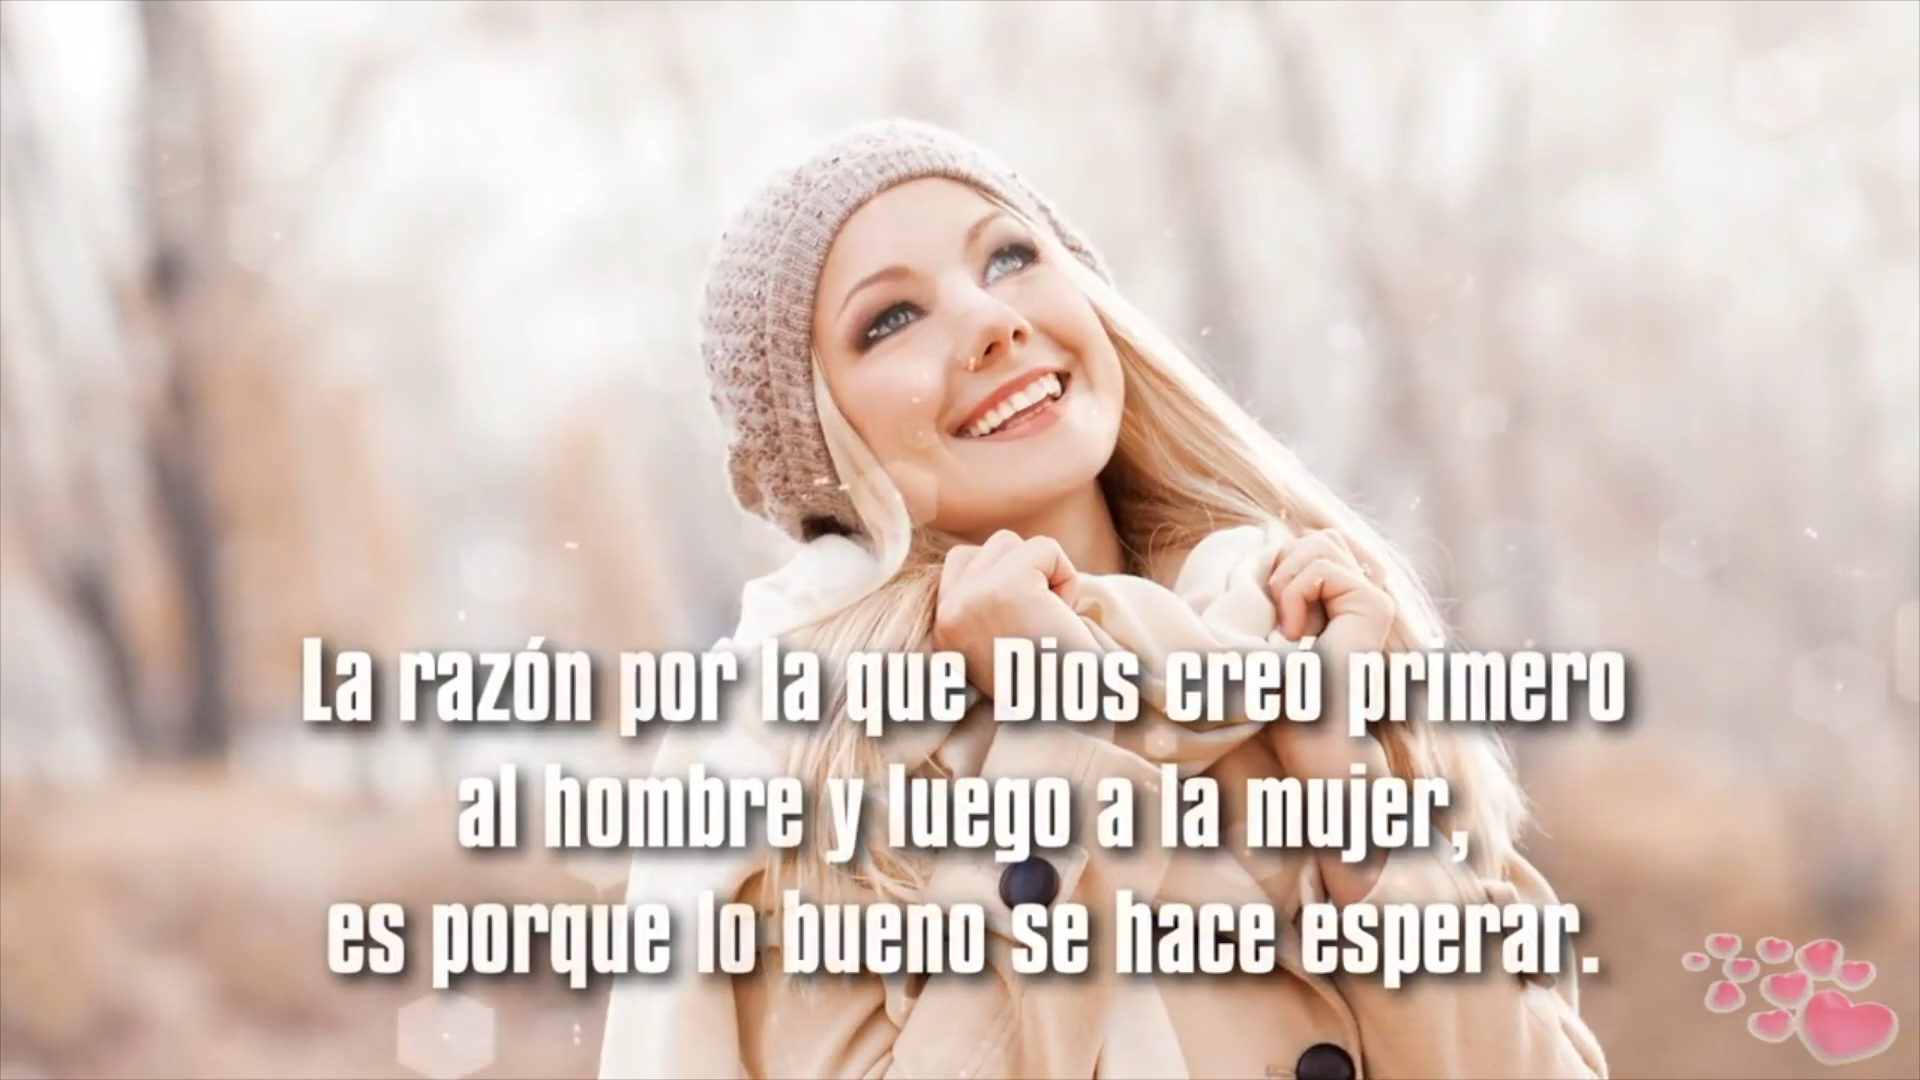 La razón por la que Dios creó primero
al hombre y luego a la mujer,
es porque lo bueno se hace esperar.